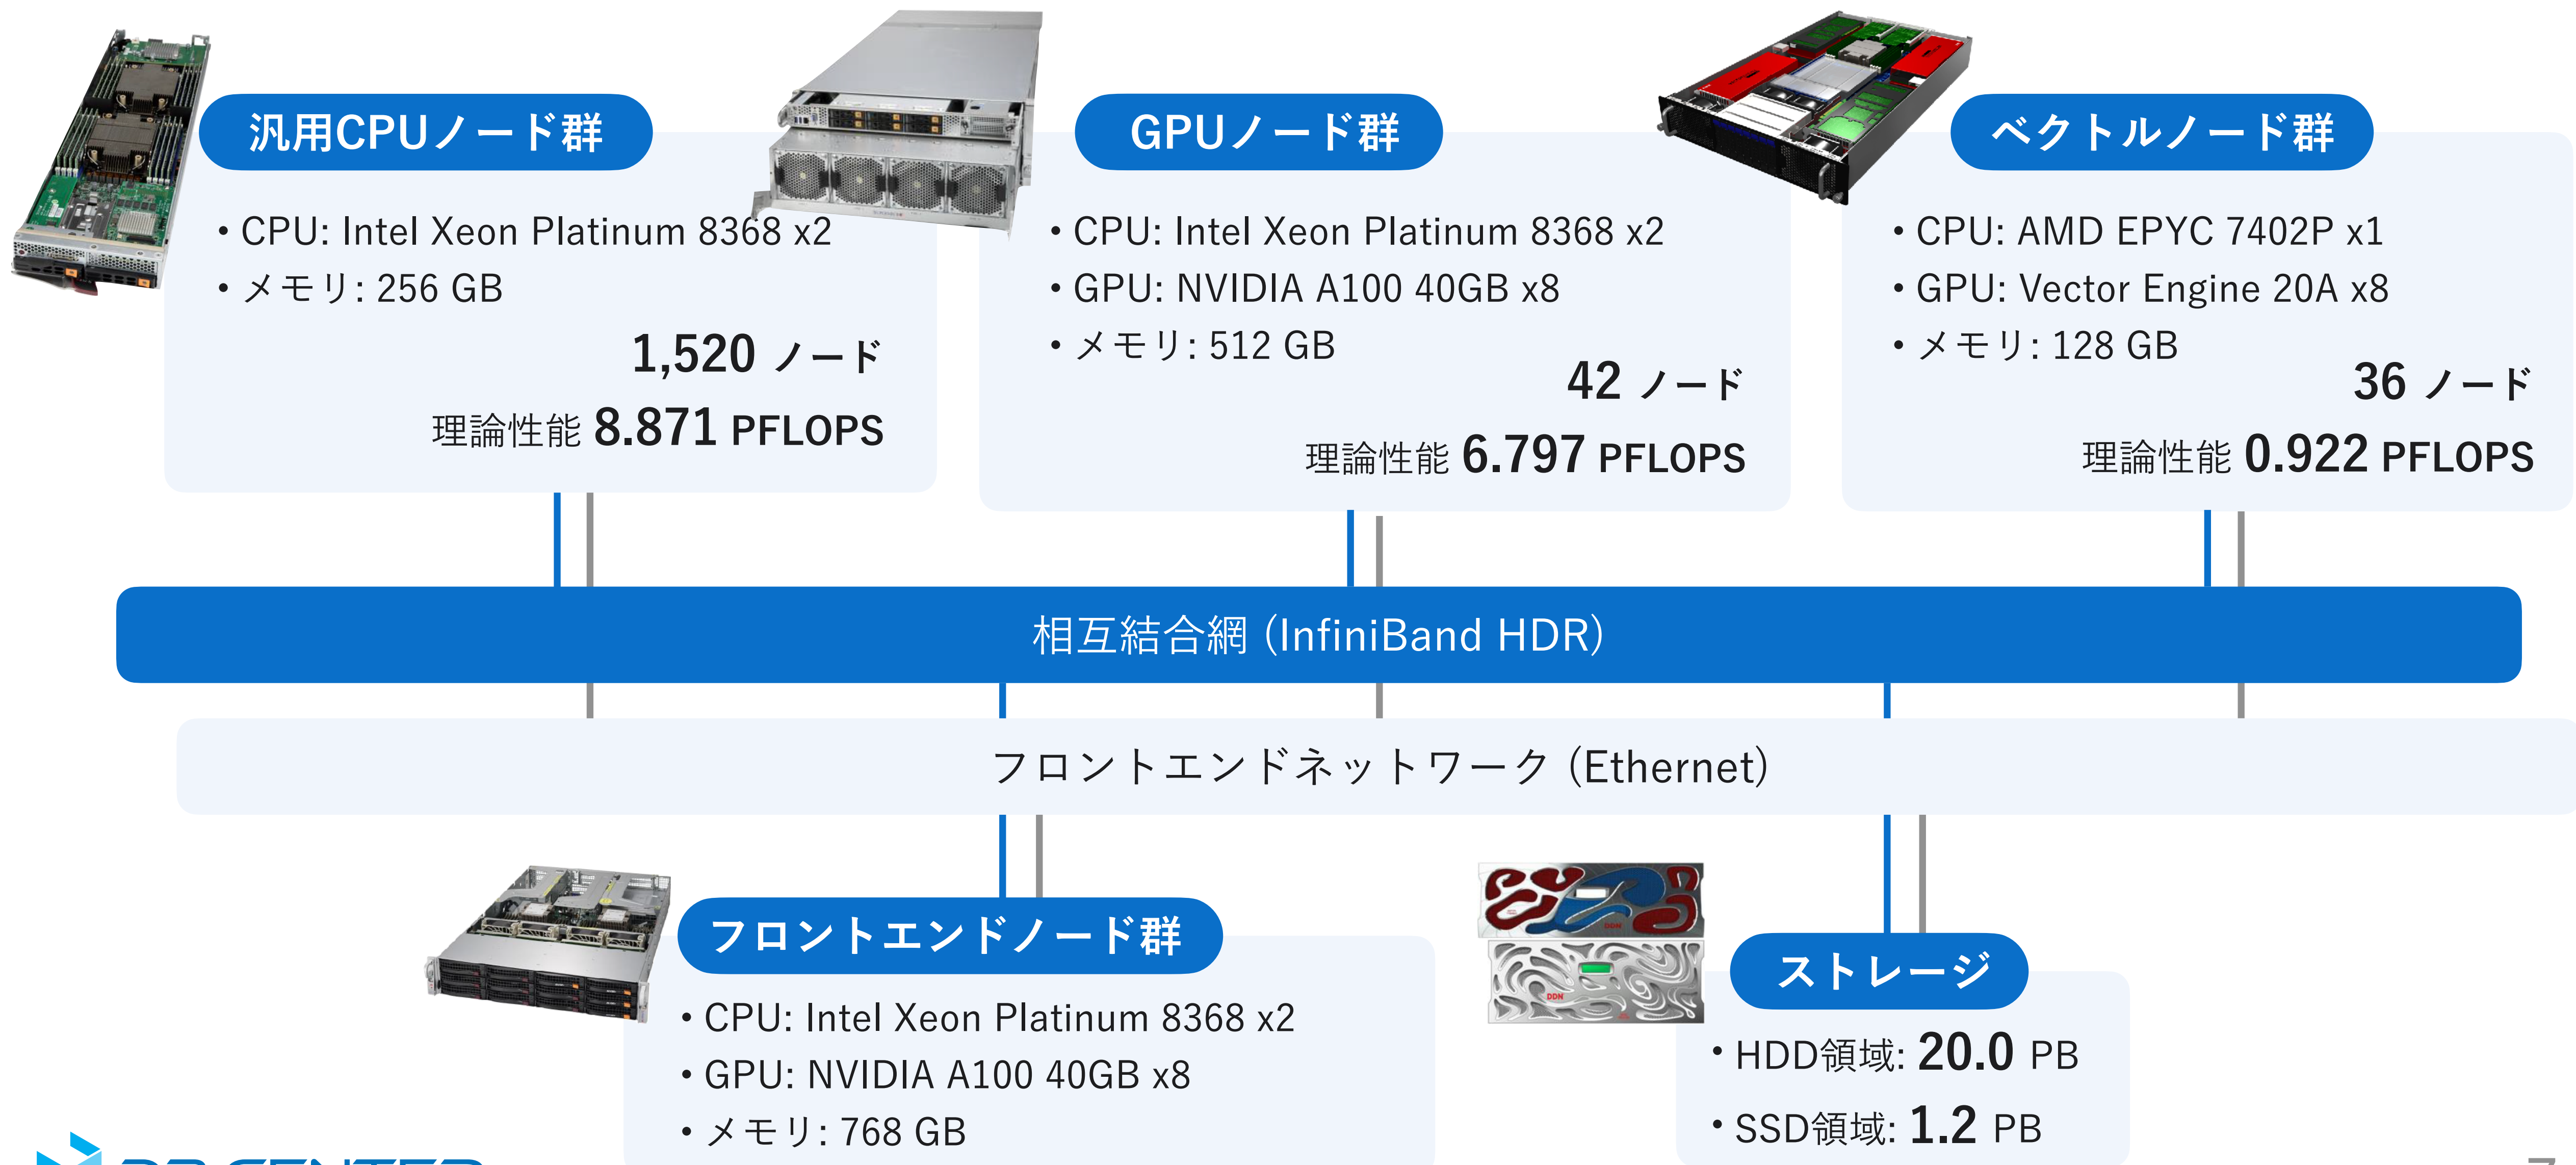 汎用CPUノード群
• CPU: Intel Xeon Platinum 8368 x2
• メモリ: 256 GB
1,520 ノード
理論性能 8.871 PFLOPS
GPUノード群
• CPU: Intel Xeon Platinum 8368 x2
• GPU: NVIDIA A100 40GB x8
• メモリ: 512 GB
42 ノード
理論性能 6.797 PFLOPS
ベクトルノード群
• CPU: AMD EPYC 7402P x1
• GPU: Vector Engine 20A x8
• メモリ: 128 GB
36 ノード
理論性能 0.922 PFLOPS
相互結合網 (InfiniBand HDR)
フロントエンドネットワーク (Ethernet)
フロントエンドノード群
• CPU: Intel Xeon Platinum 8368 x2
• GPU: NVIDIA A100 40GB x8
• メモリ: 768 GB
DDN
DDN
ストレージ
• HDD領域: 20.0 PB
• SSD領域: 1.2 PB